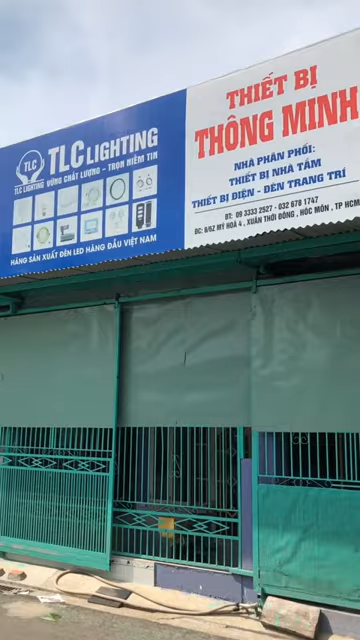 TLC
TLC LIGHTING
TLC LIGHTING
VỮNG CHẤT LƯỢNG - TRỌN NIỀM TIN
HÃNG SẢN XUẤT ĐÈN LED HÀNG ĐẦU VIỆT NAM
THIẾT BỊ
THÔNG MINH
NHÀ PHÂN PHỐI:
THIẾT BỊ NHÀ TẮM
THIẾT BỊ ĐIỆN - ĐÈN TRANG TRÍ
ĐT: 09 3333 2527 - 032 678 1747
ĐC: 6/62 MỸ HOÀ 4, XUÂN THỚI ĐÔNG, HÓC MÔN, TP HCM